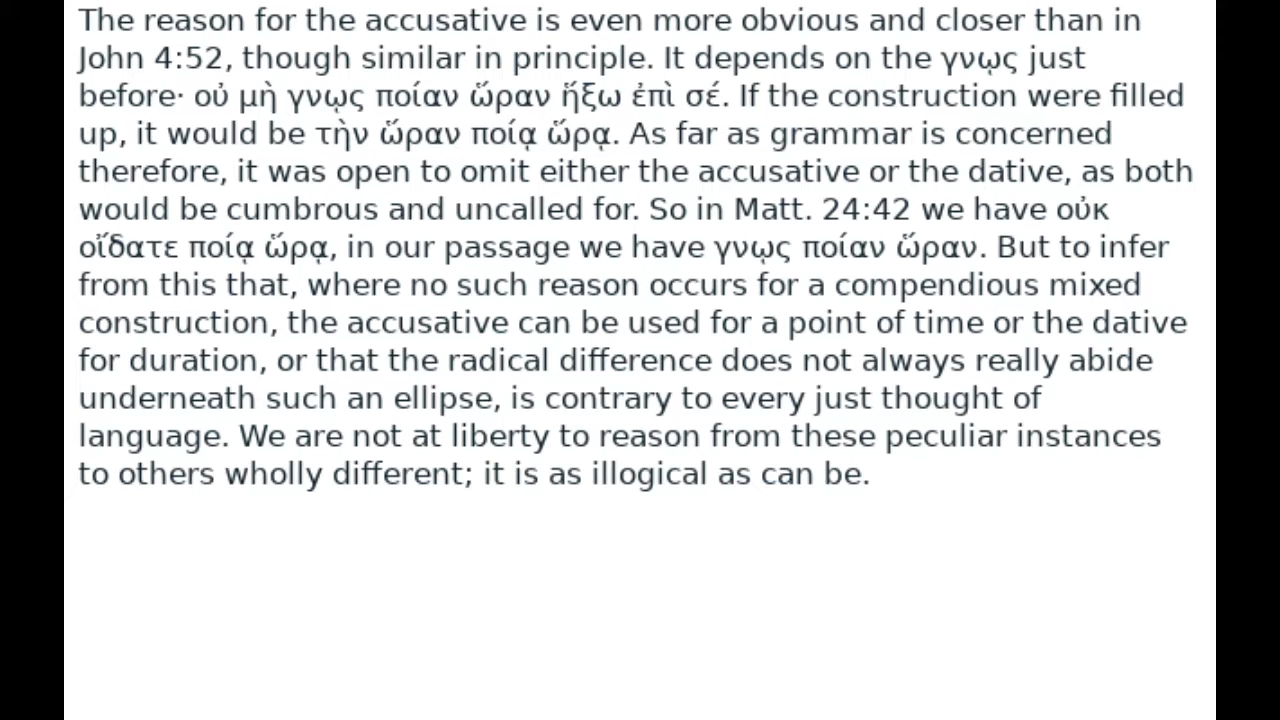 The reason for the accusative is even more obvious and closer than in
John 4:52, though similar in principle. It depends on the γνῳς just
before· οὐ μὴ γνῳς ποίαν ὥραν ἥξω ἐπὶ σέ. If the construction were filled
up, it would be τὴν ὥραν ποίᾳ ὥρᾳ. As far as grammar is concerned
therefore, it was open to omit either the accusative or the dative, as both
would be cumbrous and uncalled for. So in Matt. 24:42 we have οὐκ
οἴδατε ποίᾳ ὥρᾳ, in our passage we have γνῳς ποίαν ὥραν. But to infer
from this that, where no such reason occurs for a compendious mixed
construction, the accusative can be used for a point of time or the dative
for duration, or that the radical difference does not always really abide
underneath such an ellipse, is contrary to every just thought of
language. We are not at liberty to reason from these peculiar instances
to others wholly different; it is as illogical as can be.